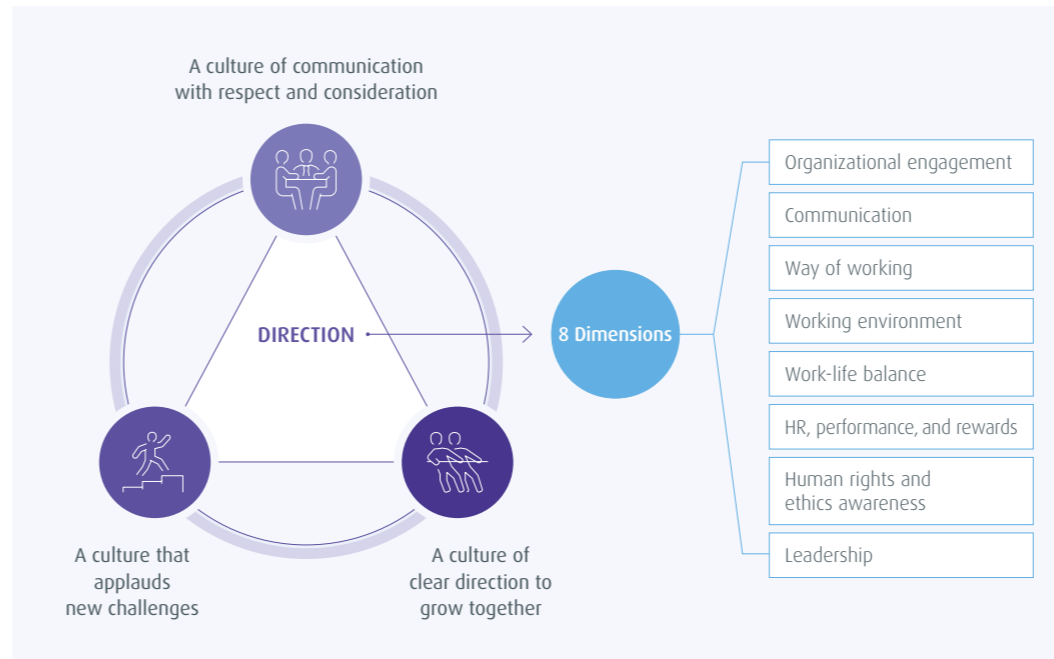 A culture of communication
with respect and consideration
DIRECTION
A culture that
applauds
new challenges
A culture of
clear direction to
grow together
8 Dimensions
Organizational engagement
Communication
Way of working
Working environment
Work-life balance
HR, performance, and rewards
Human rights and
ethics awareness
Leadership